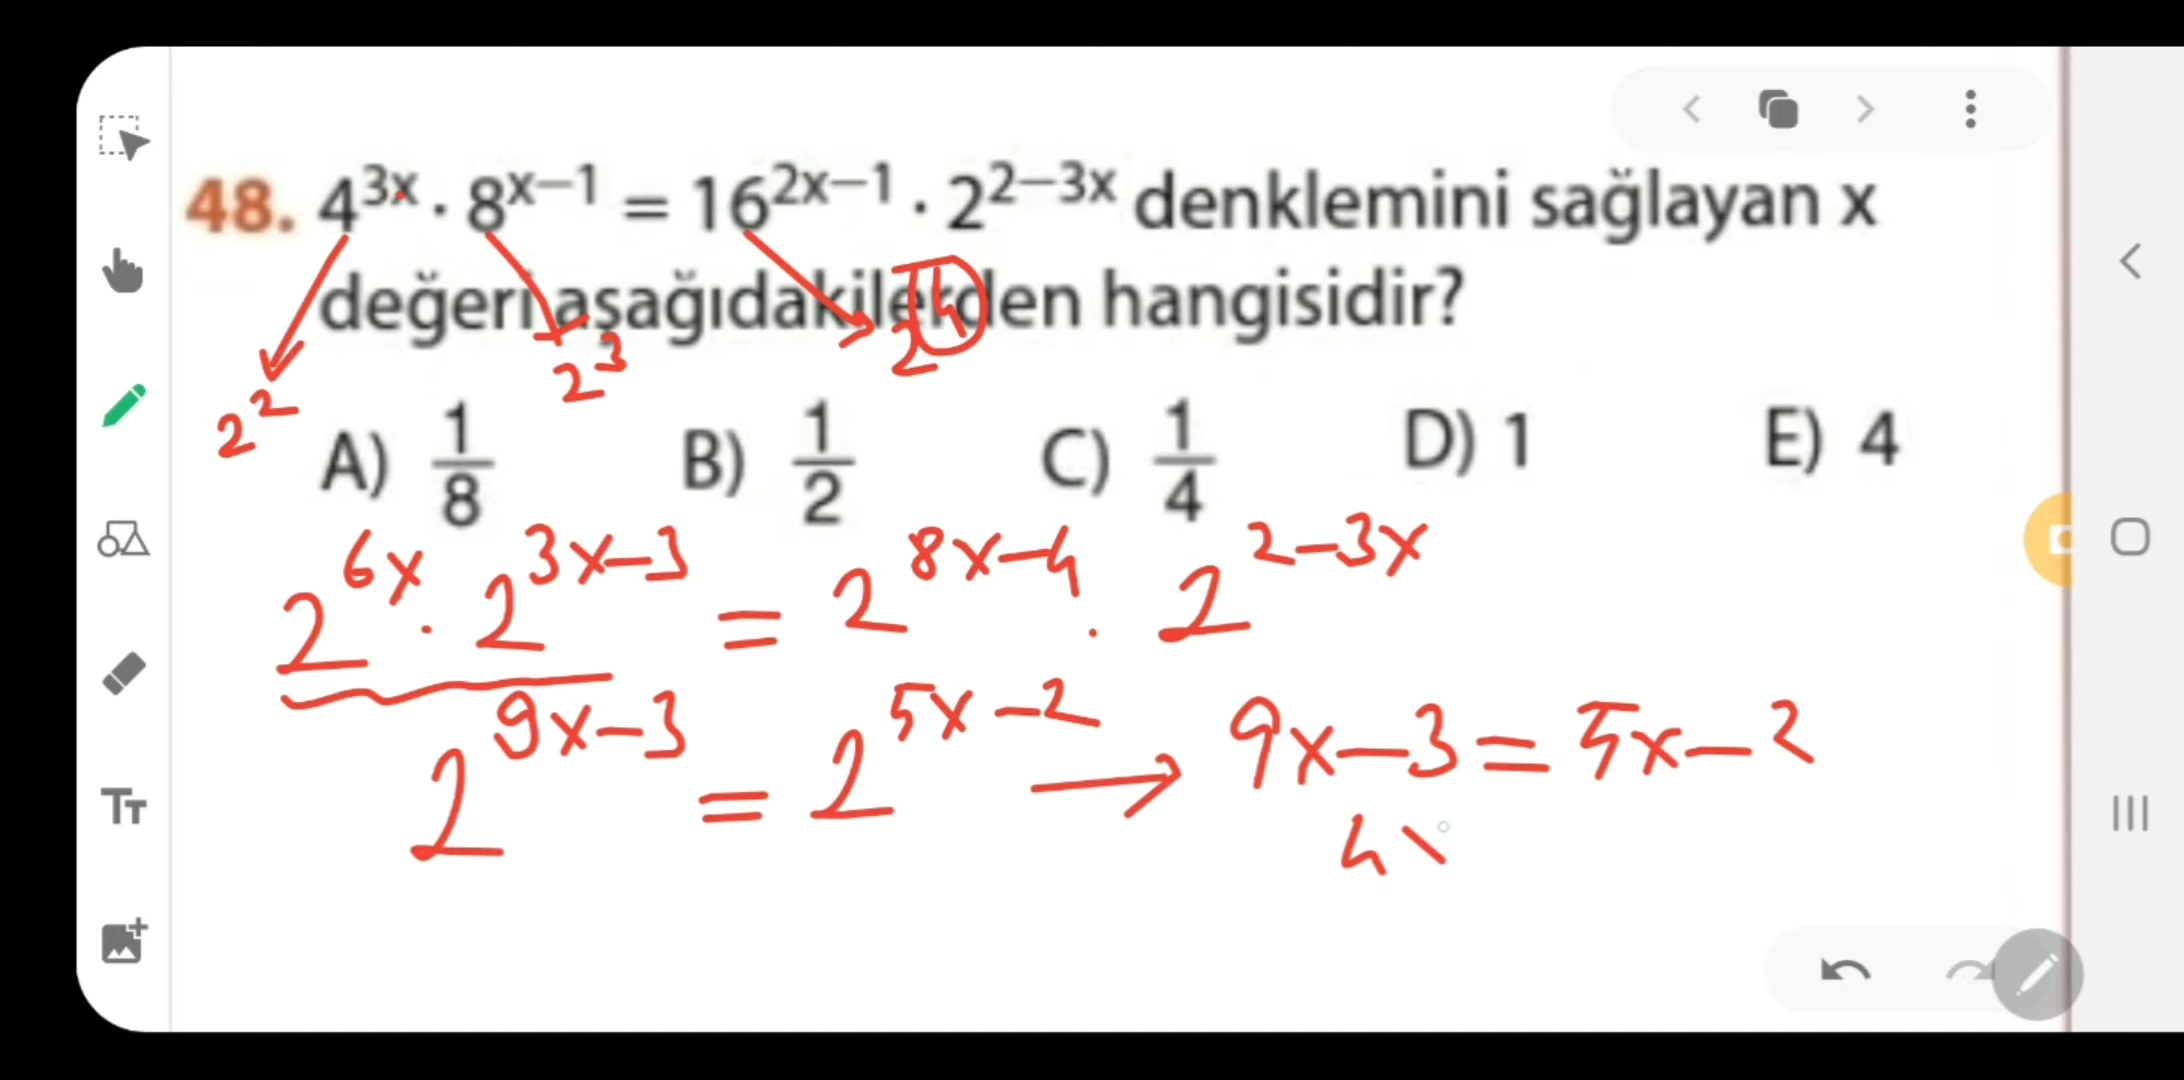 48. 4^{3x} · 8^{x−1} = 16^{2x−1} · 2^{2−3x} denklemini sağlayan x
değeri aşağıdakilerden hangisidir?
2^2 2^3 2^4
A) 1/8 B) 1/2 C) 1/4 D) 1 E) 4
2^{6x} · 2^{3x−3} = 2^{8x−4} · 2^{2−3x}
2^{9x−3} = 2^{5x−2} → 9x−3 = 5x−2
4
TT